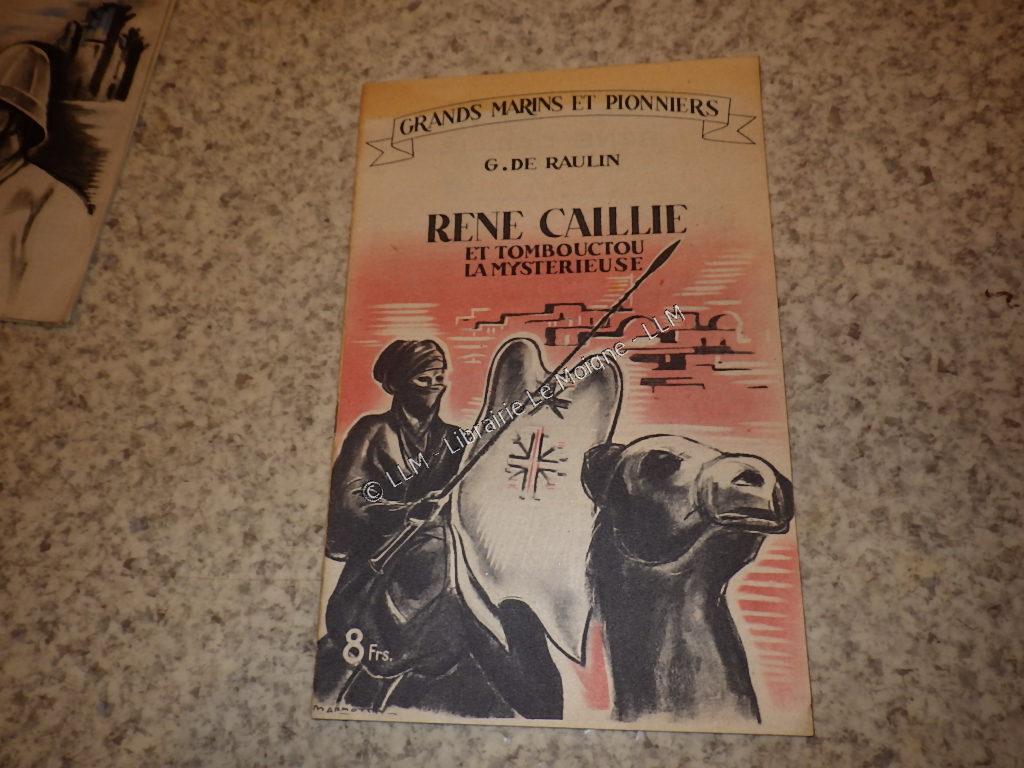 GRANDS MARINS ET PIONNIERS
G. DE RAULIN
RENE CAILLIE
ET TOMBOUCTOU
LA MYSTERIEUSE
© LLM - Librairie Le Moigne - LLM
8 Frs.